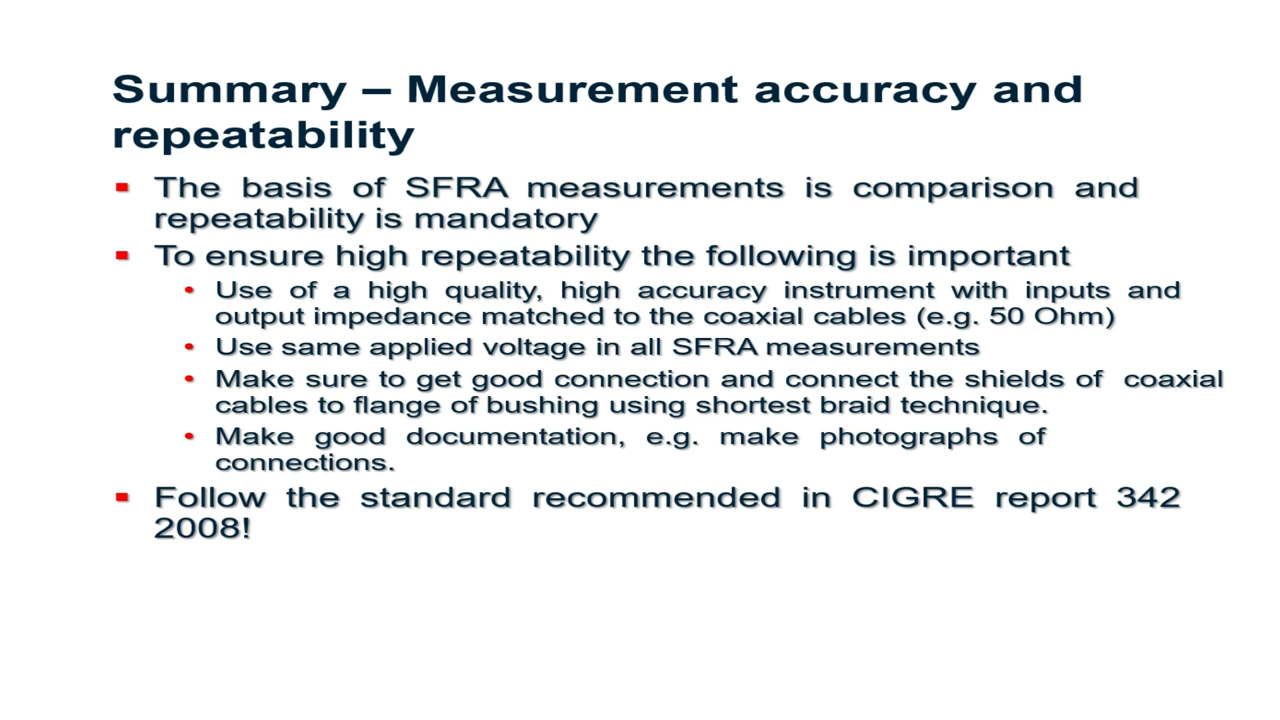 Summary – Measurement accuracy and
repeatability
The basis of SFRA measurements is comparison and
repeatability is mandatory
To ensure high repeatability the following is important
Use of a high quality, high accuracy instrument with inputs and
output impedance matched to the coaxial cables (e.g. 50 Ohm)
Use same applied voltage in all SFRA measurements
Make sure to get good connection and connect the shields of coaxial
cables to flange of bushing using shortest braid technique.
Make good documentation, e.g. make photographs of
connections.
Follow the standard recommended in CIGRE report 342
2008!